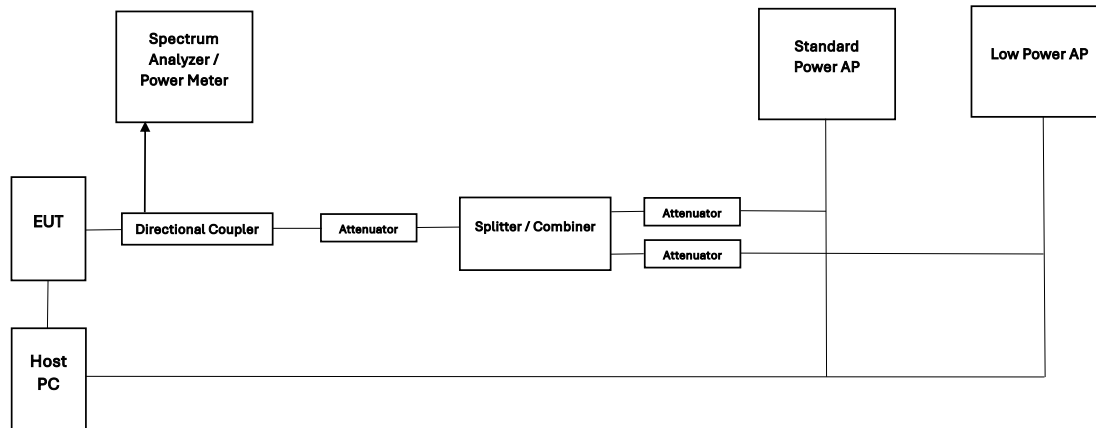 Spectrum
Analyzer /
Power Meter
Standard
Power AP
Low Power AP
EUT
Directional Coupler
Attenuator
Splitter / Combiner
Attenuator
Attenuator
Host
PC